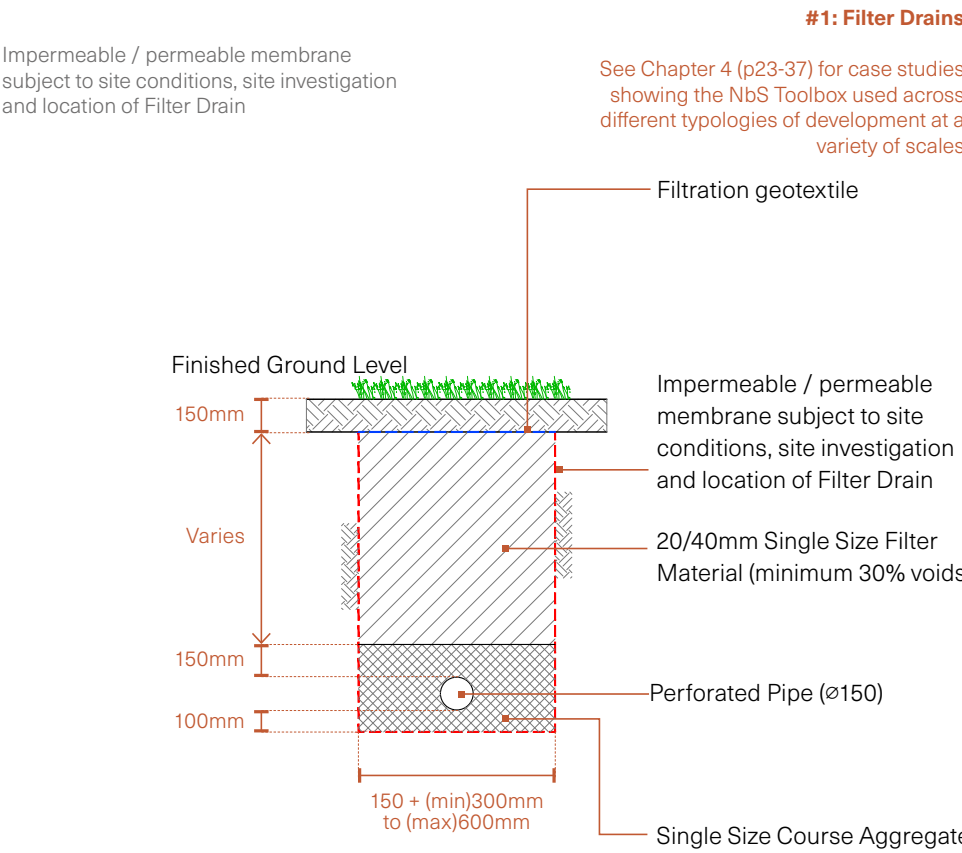 #1: Filter Drains
Impermeable / permeable membrane
subject to site conditions, site investigation
and location of Filter Drain
See Chapter 4 (p23-37) for case studies
showing the NbS Toolbox used across
different typologies of development at a
variety of scales
Filtration geotextile
Finished Ground Level
150mm
Impermeable / permeable
membrane subject to site
conditions, site investigation
and location of Filter Drain
Varies
20/40mm Single Size Filter
Material (minimum 30% voids
150mm
Perforated Pipe (⌀150)
100mm
150 + (min)300mm
to (max)600mm
Single Size Course Aggregate